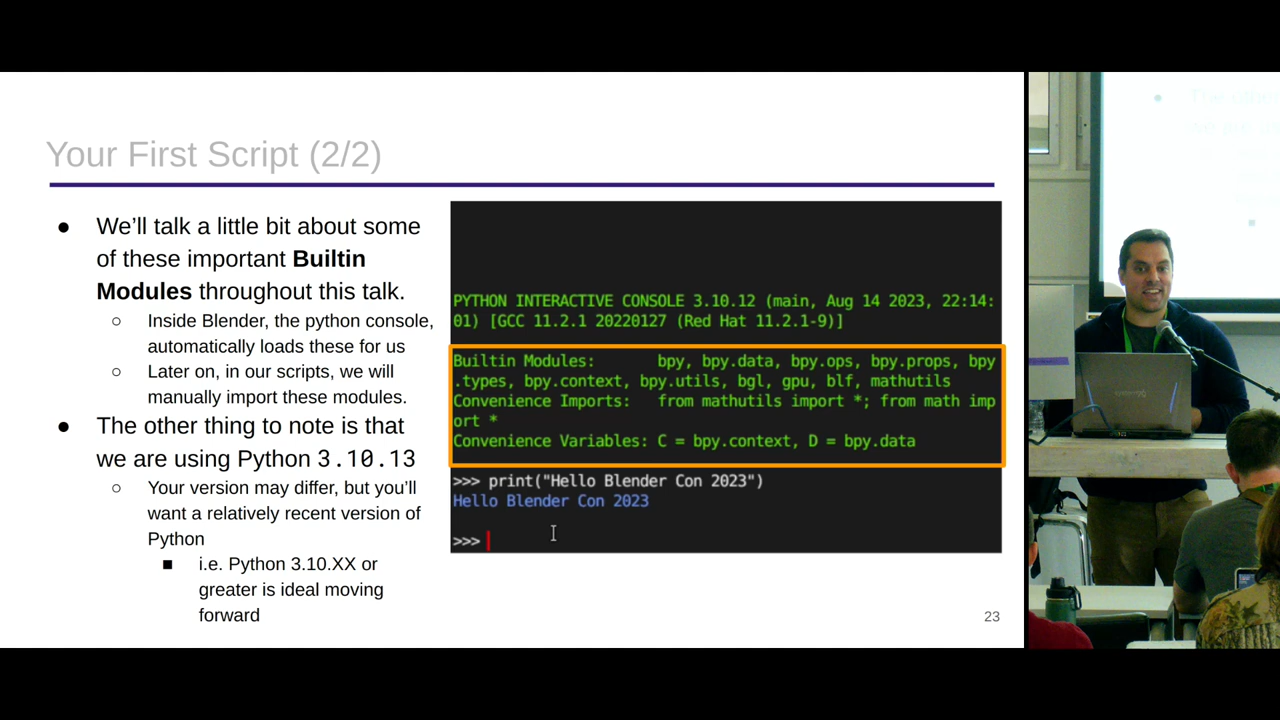 Your First Script (2/2)
● We’ll talk a little bit about some
of these important Builtin
Modules throughout this talk.
○ Inside Blender, the python console,
automatically loads these for us
○ Later on, in our scripts, we will
manually import these modules.
● The other thing to note is that
we are using Python 3.10.13
○ Your version may differ, but you’ll
want a relatively recent version of
Python
■ i.e. Python 3.10.XX or
greater is ideal moving
forward
PYTHON INTERACTIVE CONSOLE 3.10.12 (main, Aug 14 2023, 22:14:
01) [GCC 11.2.1 20220127 (Red Hat 11.2.1-9)]
Builtin Modules: bpy, bpy.data, bpy.ops, bpy.props, bpy
.types, bpy.context, bpy.utils, bgl, gpu, blf, mathutils
Convenience Imports: from mathutils import *; from math imp
ort *
Convenience Variables: C = bpy.context, D = bpy.data
>>> print("Hello Blender Con 2023")
Hello Blender Con 2023
>>>
23